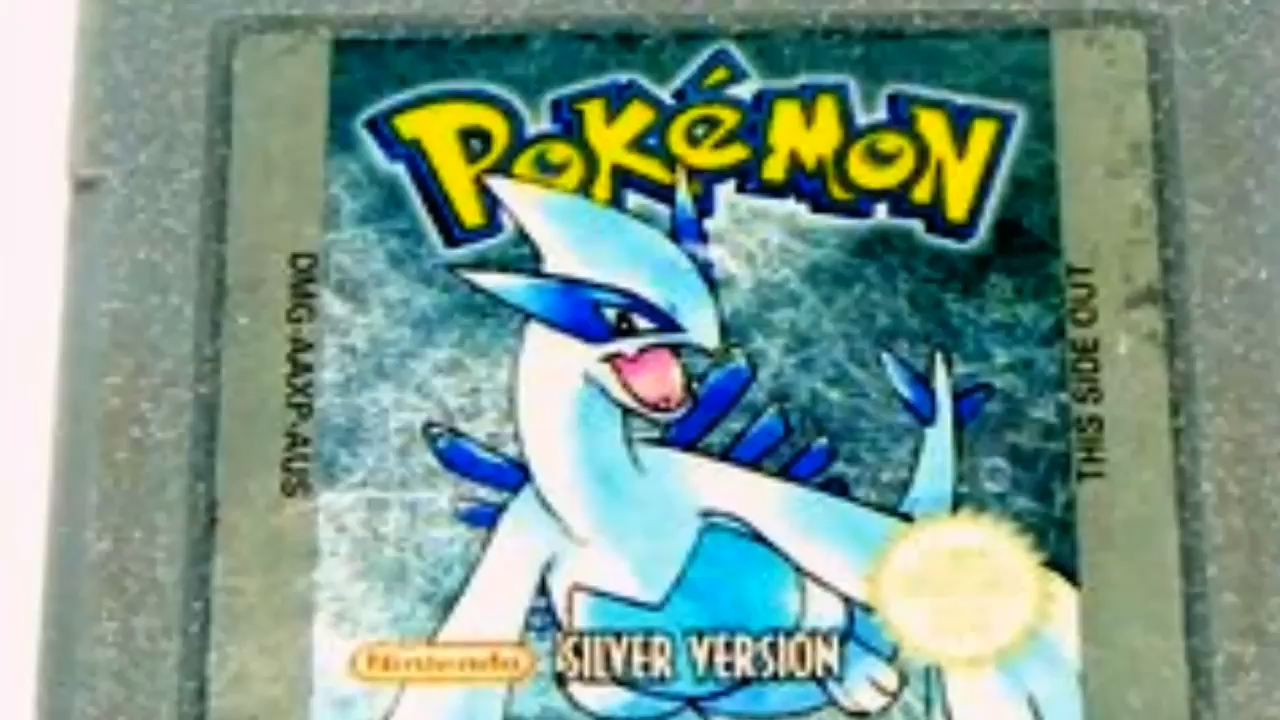 POKéMON
DMG-AAXP-AUS
THIS SIDE OUT
Nintendo
SILVER VERSION